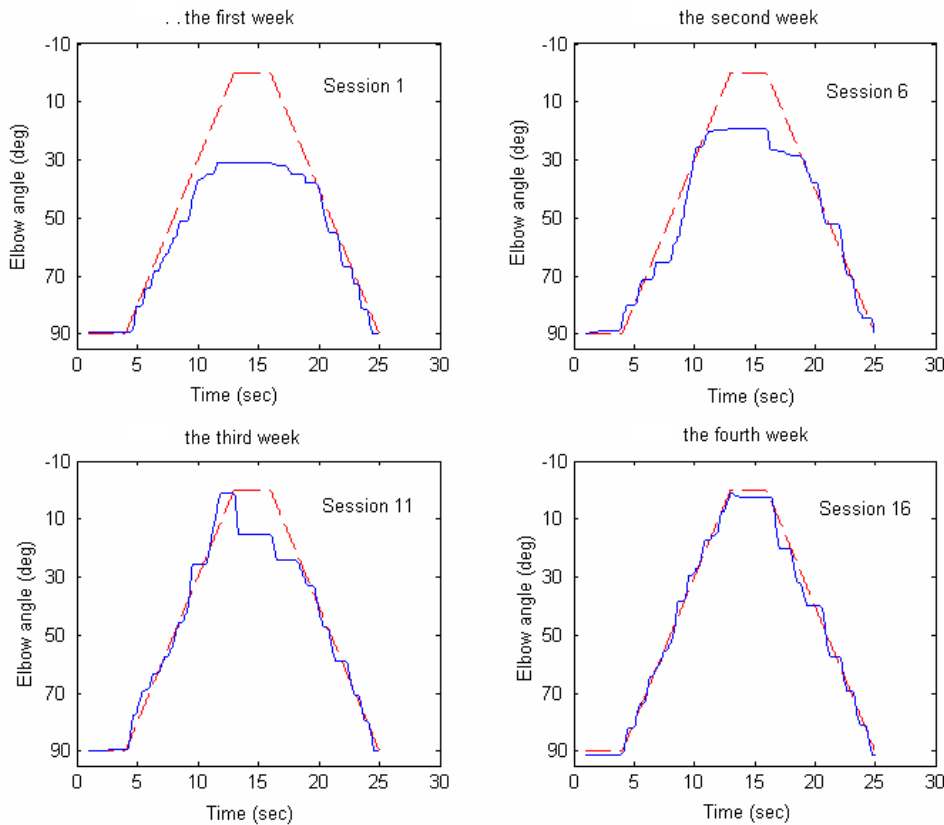 . . the first week
the second week
-10
10
30
50
70
90
Elbow angle (deg)
Session 1
0 5 10 15 20 25 30
Time (sec)
-10
10
30
50
70
90
Elbow angle (deg)
Session 6
0 5 10 15 20 25 30
Time (sec)
the third week
the fourth week
-10
10
30
50
70
90
Elbow angle (deg)
Session 11
0 5 10 15 20 25 30
Time (sec)
-10
10
30
50
70
90
Elbow angle (deg)
Session 16
0 5 10 15 20 25 30
Time (sec)